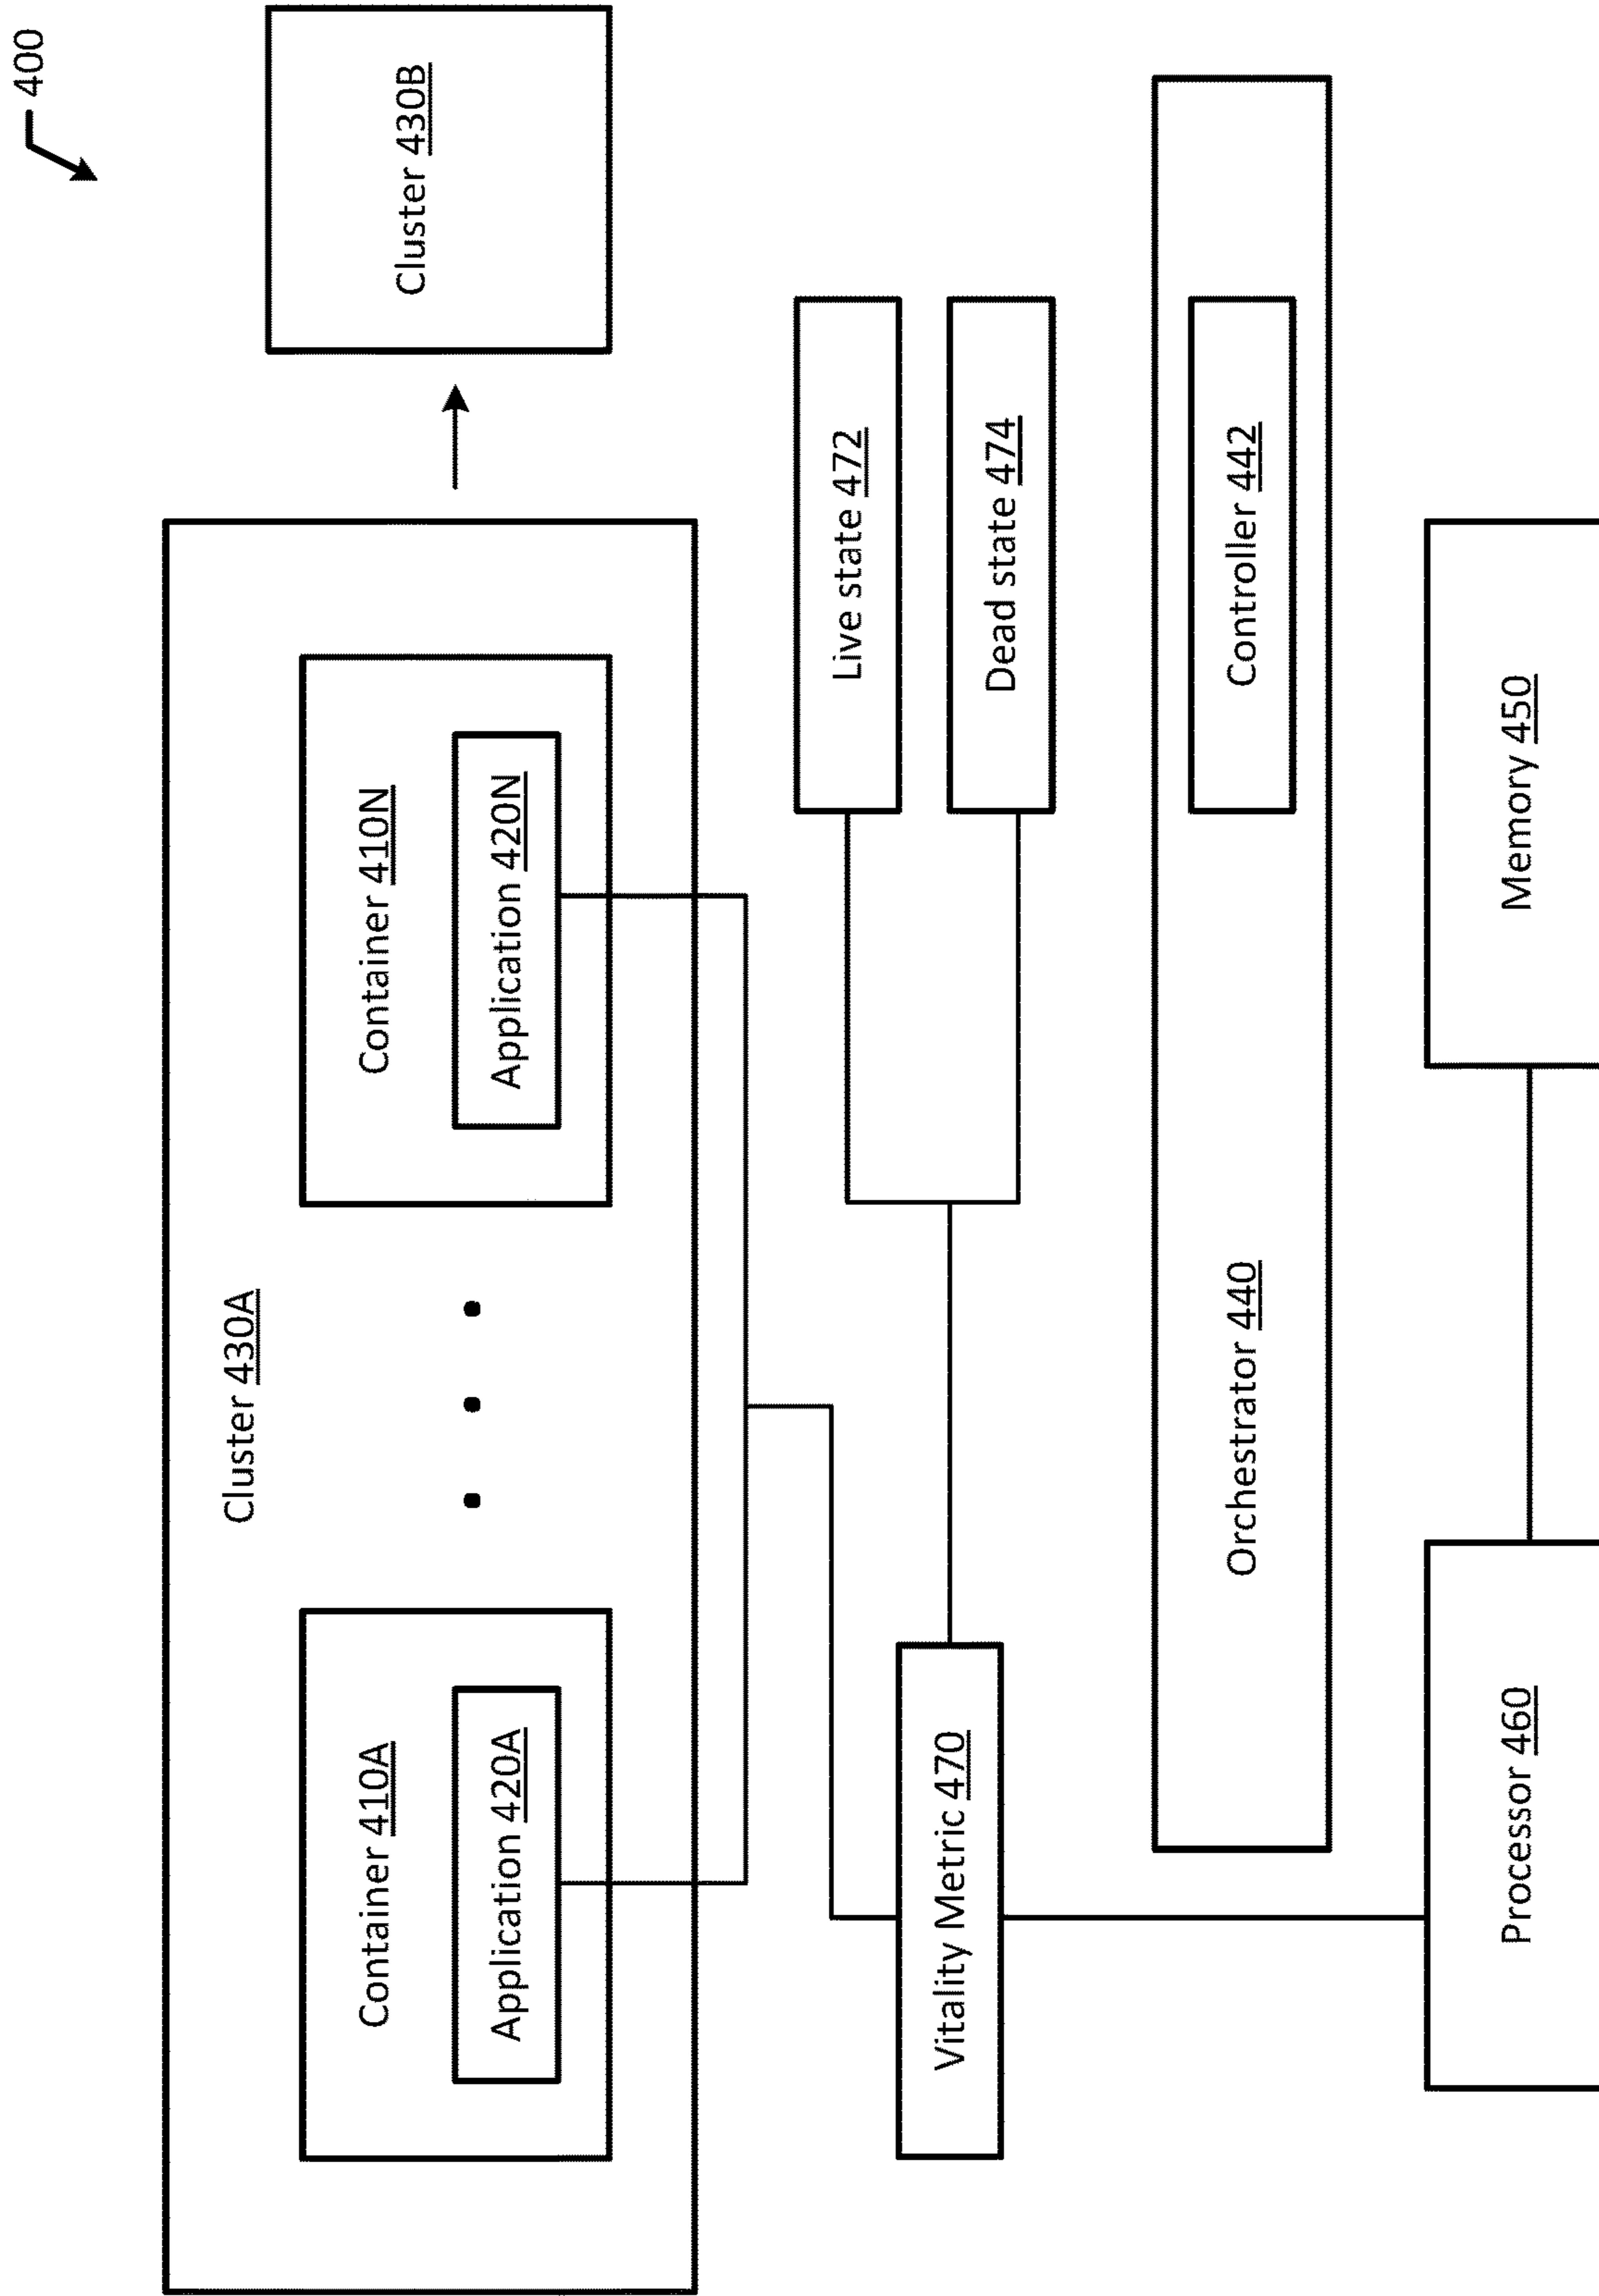 400
Cluster 430A
Cluster 430B
Container 410A
Container 410N
Application 420A
Application 420N
Live state 472
Vitality Metric 470
Dead state 474
Orchestrator 440
Controller 442
Processor 460
Memory 450